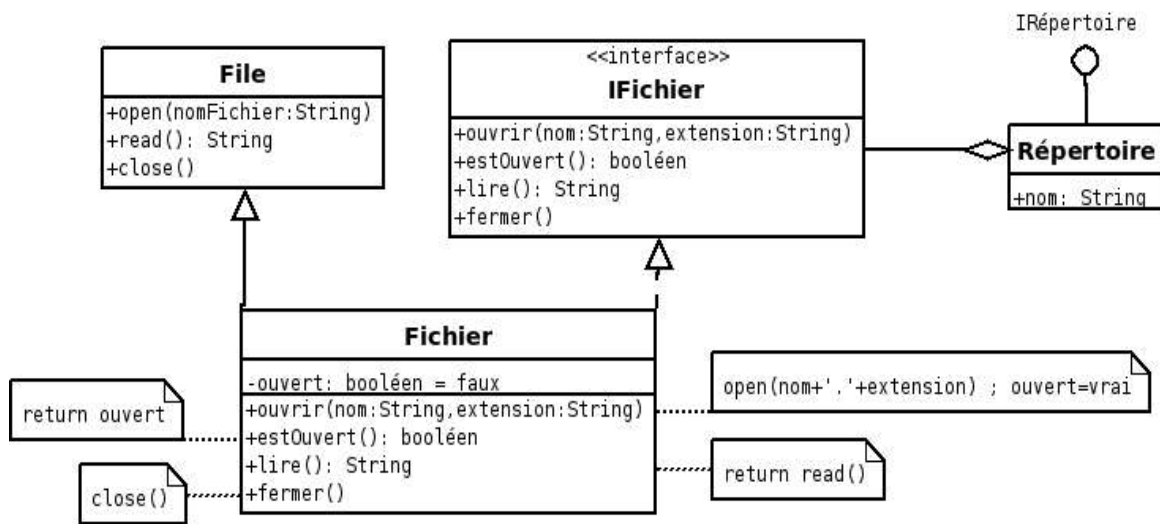 File
+open(nomFichier:String)
+read(): String
+close()
<<interface>>
IFichier
+ouvrir(nom:String,extension:String)
+estOuvert(): booléen
+lire(): String
+fermer()
IRépertoire
Répertoire
+nom: String
Fichier
-ouvert: booléen = faux
+ouvrir(nom:String,extension:String)
+estOuvert(): booléen
+lire(): String
+fermer()
return ouvert
close()
open(nom+'.'+extension) ; ouvert=vrai
return read()